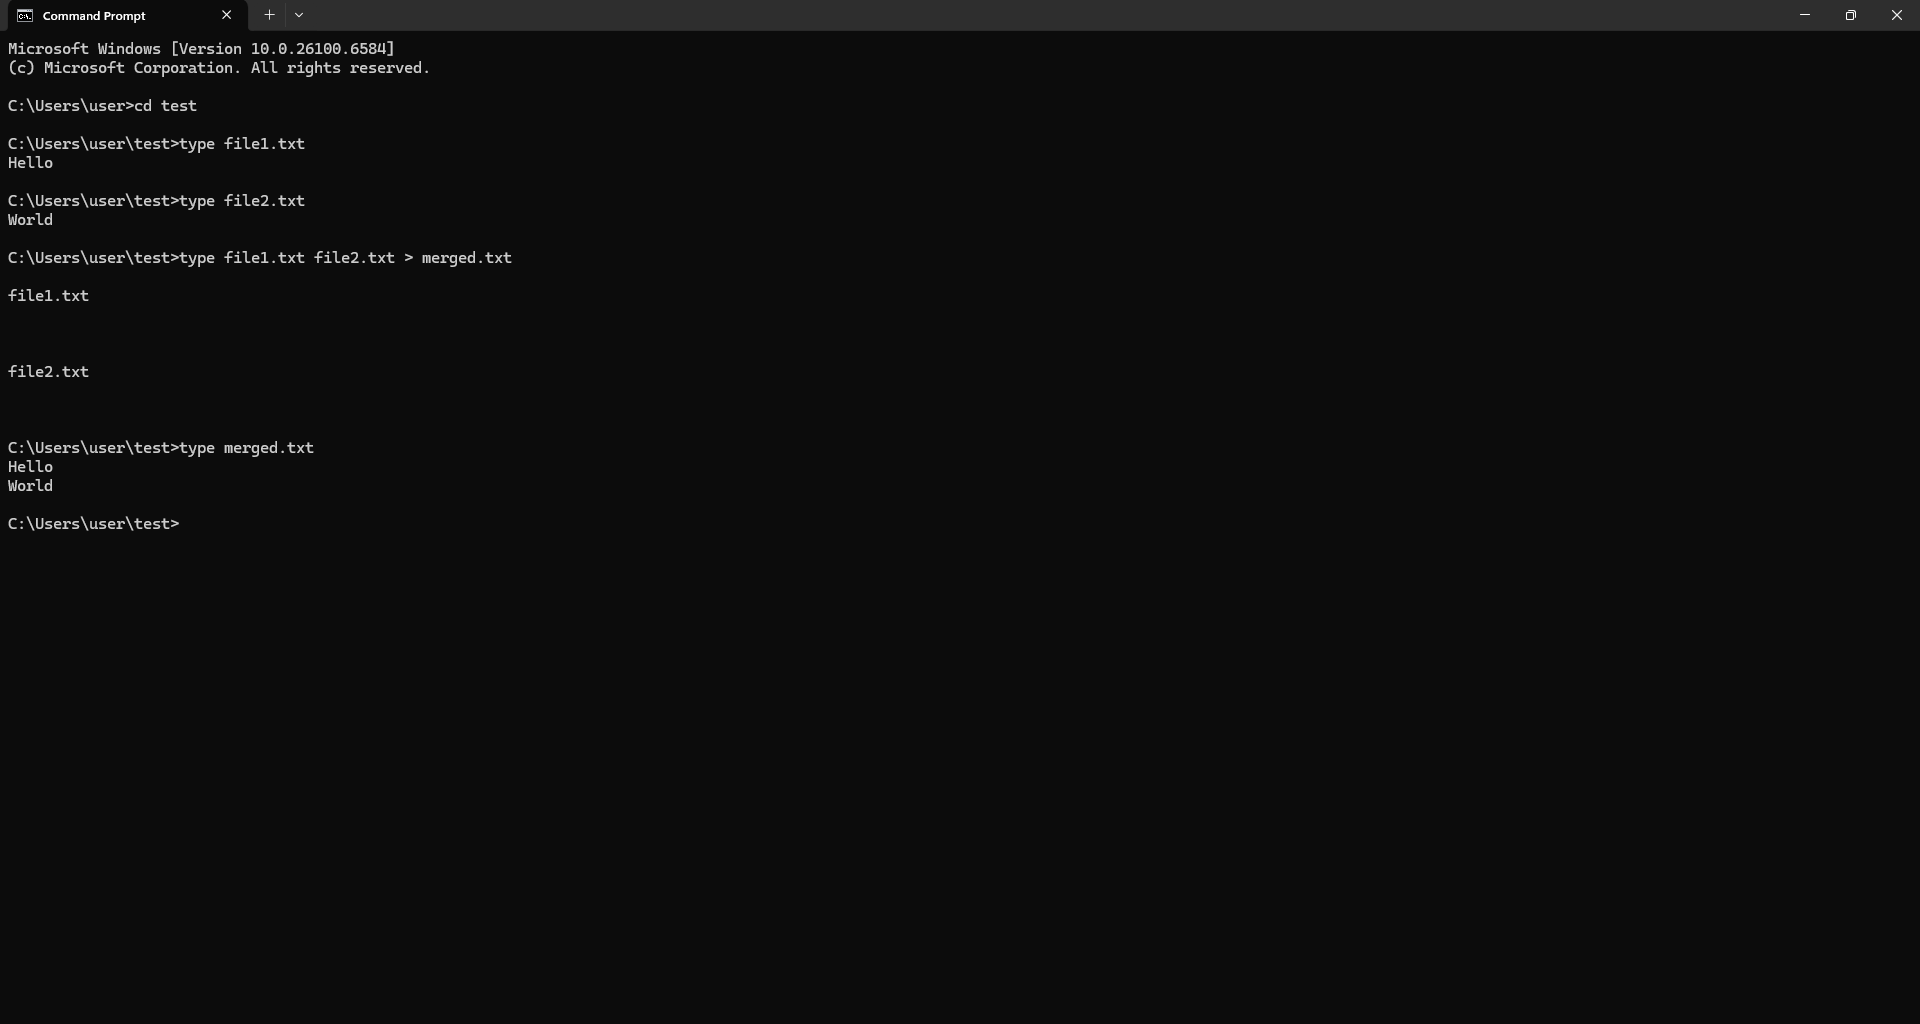 Command Prompt
Microsoft Windows [Version 10.0.26100.6584]
(c) Microsoft Corporation. All rights reserved.
C:\Users\user>cd test
C:\Users\user\test>type file1.txt
Hello
C:\Users\user\test>type file2.txt
World
C:\Users\user\test>type file1.txt file2.txt > merged.txt
file1.txt
file2.txt
C:\Users\user\test>type merged.txt
Hello
World
C:\Users\user\test>